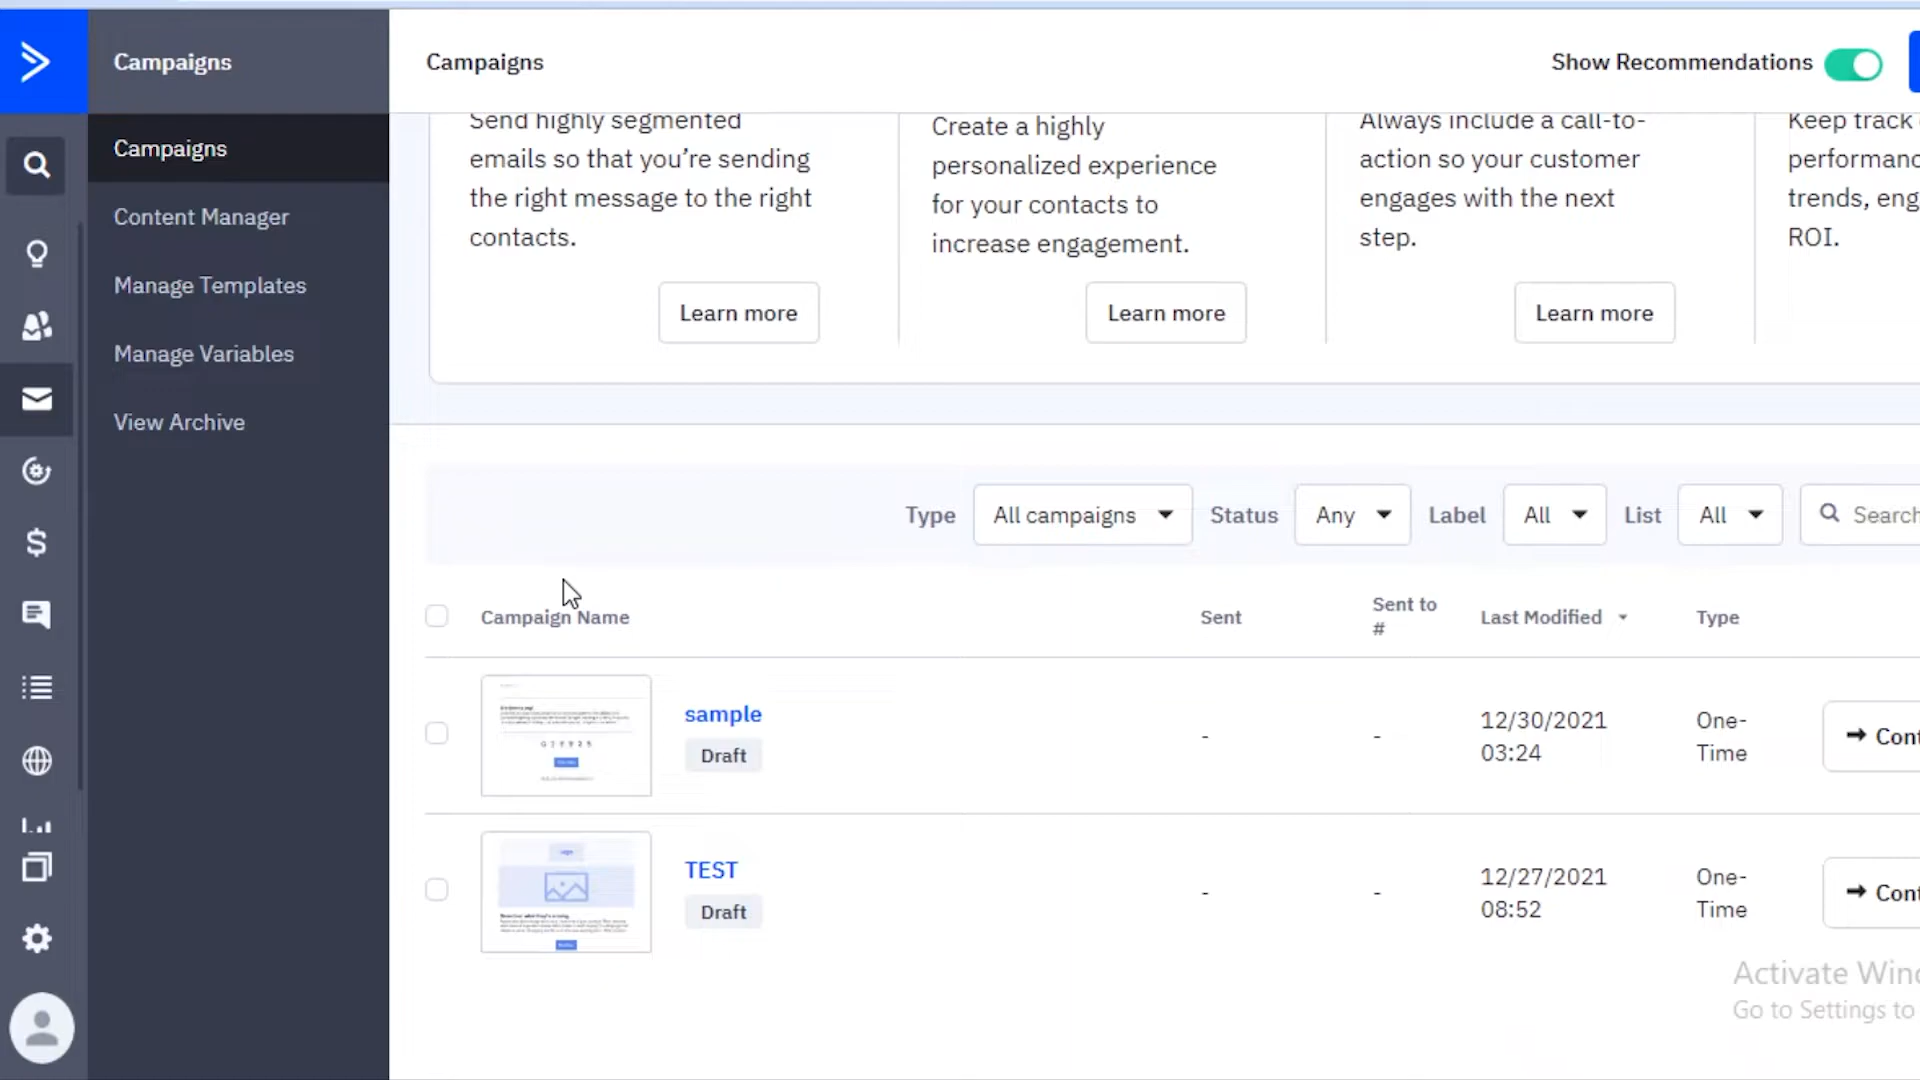 Campaigns
Campaigns
Show Recommendations
Campaigns
Content Manager
Manage Templates
Manage Variables
View Archive
Send highly segmented
emails so that you’re sending
the right message to the right
contacts.
Learn more
Create a highly
personalized experience
for your contacts to
increase engagement.
Learn more
Always include a call-to-
action so your customer
engages with the next
step.
Learn more
Keep track
performanc
trends, eng
ROI.
Type
All campaigns
Status
Any
Label
All
List
All
Search
Campaign Name
Sent
Sent to
#
Last Modified
Type
sample
Draft
-
-
12/30/2021
03:24
One-
Time
Cont
TEST
Draft
-
-
12/27/2021
08:52
One-
Time
Cont
Activate Winc
Go to Settings to